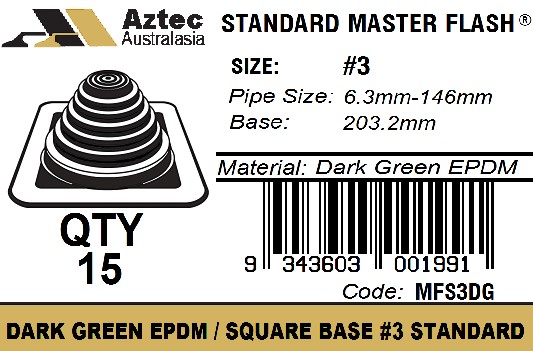 Aztec
Australasia
STANDARD MASTER FLASH®
SIZE: #3
Pipe Size: 6.3mm-146mm
Base: 203.2mm
Material: Dark Green EPDM
QTY
15
9 343603 001991
Code: MFS3DG
DARK GREEN EPDM / SQUARE BASE #3 STANDARD